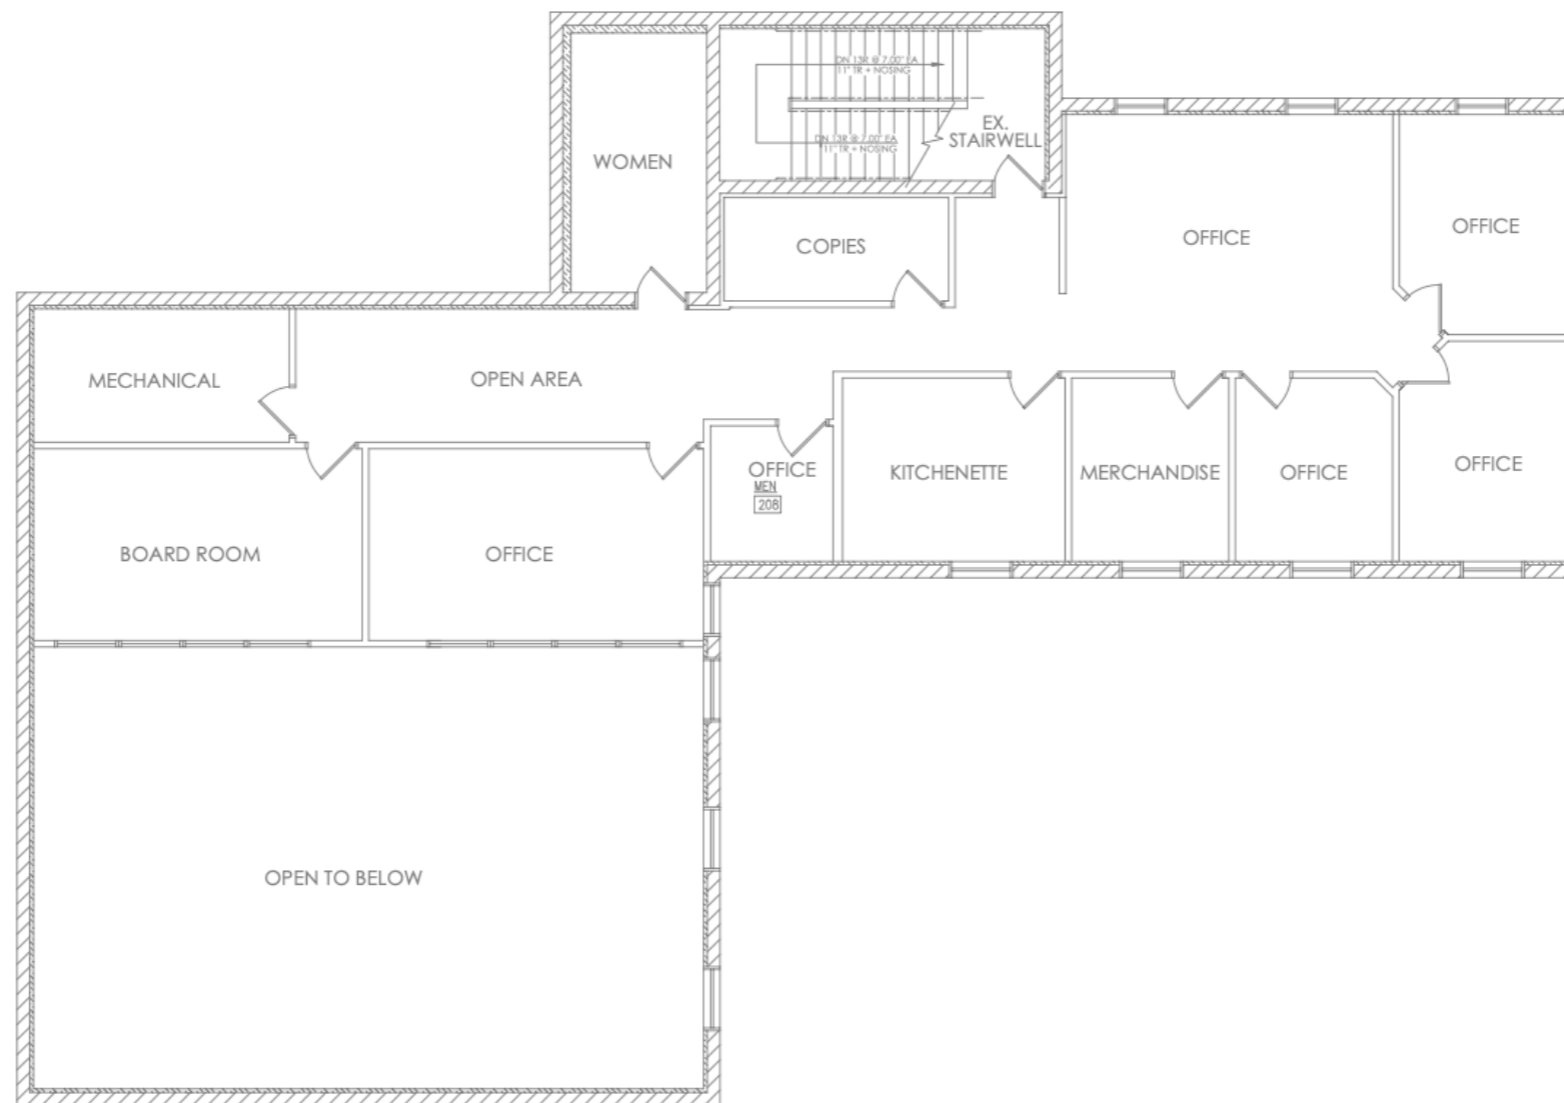 DN 13R @ 7.00" EA
11" TR + NOSING
EX.
STAIRWELL
DN 13R @ 7.00" EA
11" TR + NOSING
WOMEN
COPIES
OFFICE
OFFICE
MECHANICAL
OPEN AREA
OFFICE
MEN
208
KITCHENETTE
MERCHANDISE
OFFICE
OFFICE
BOARD ROOM
OFFICE
OPEN TO BELOW